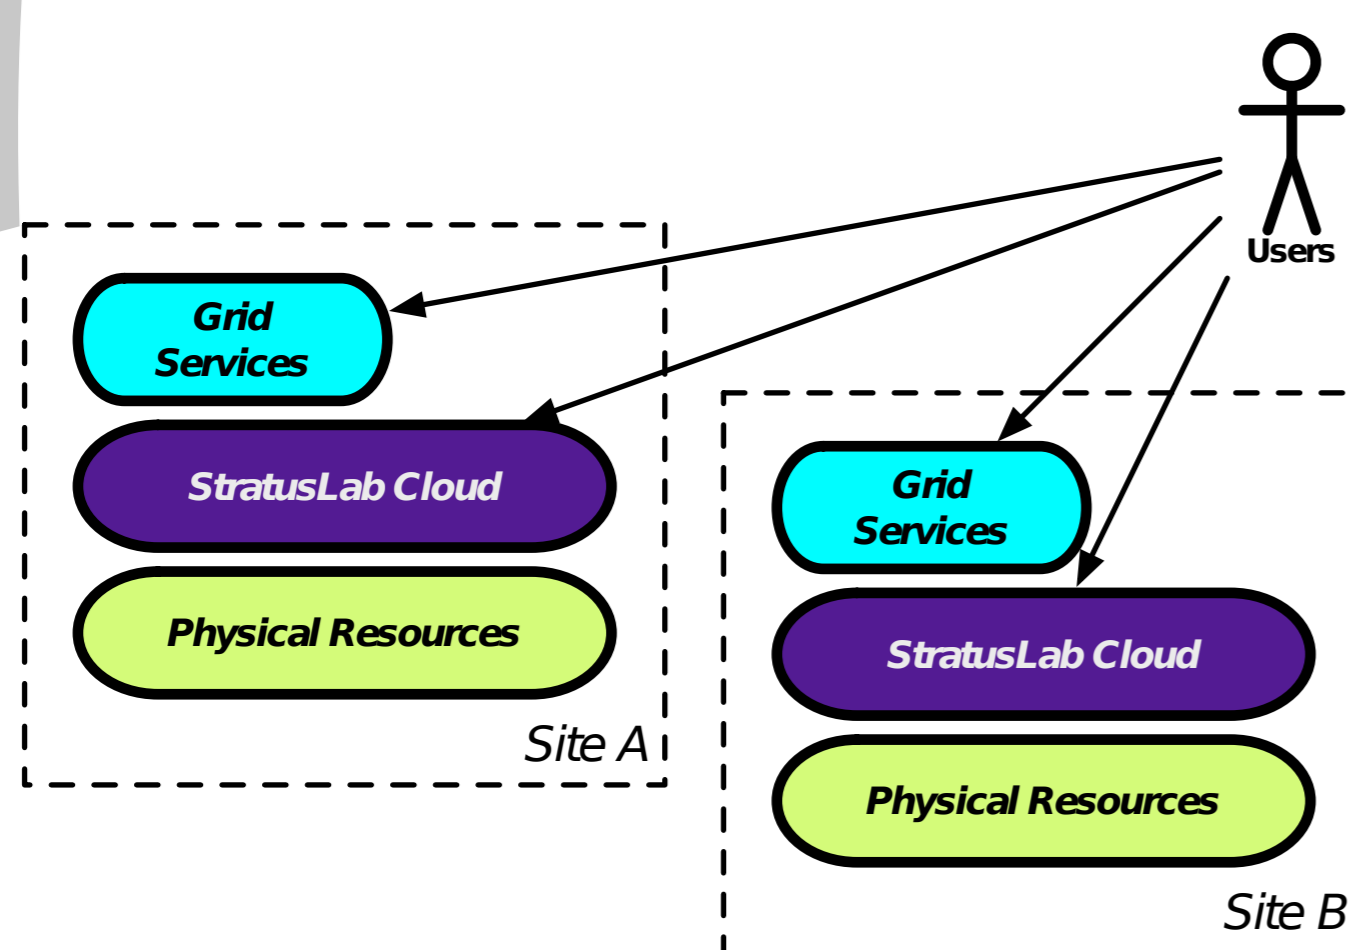 Users
Grid
Services
StratusLab Cloud
Physical Resources
Site A
Grid
Services
StratusLab Cloud
Physical Resources
Site B